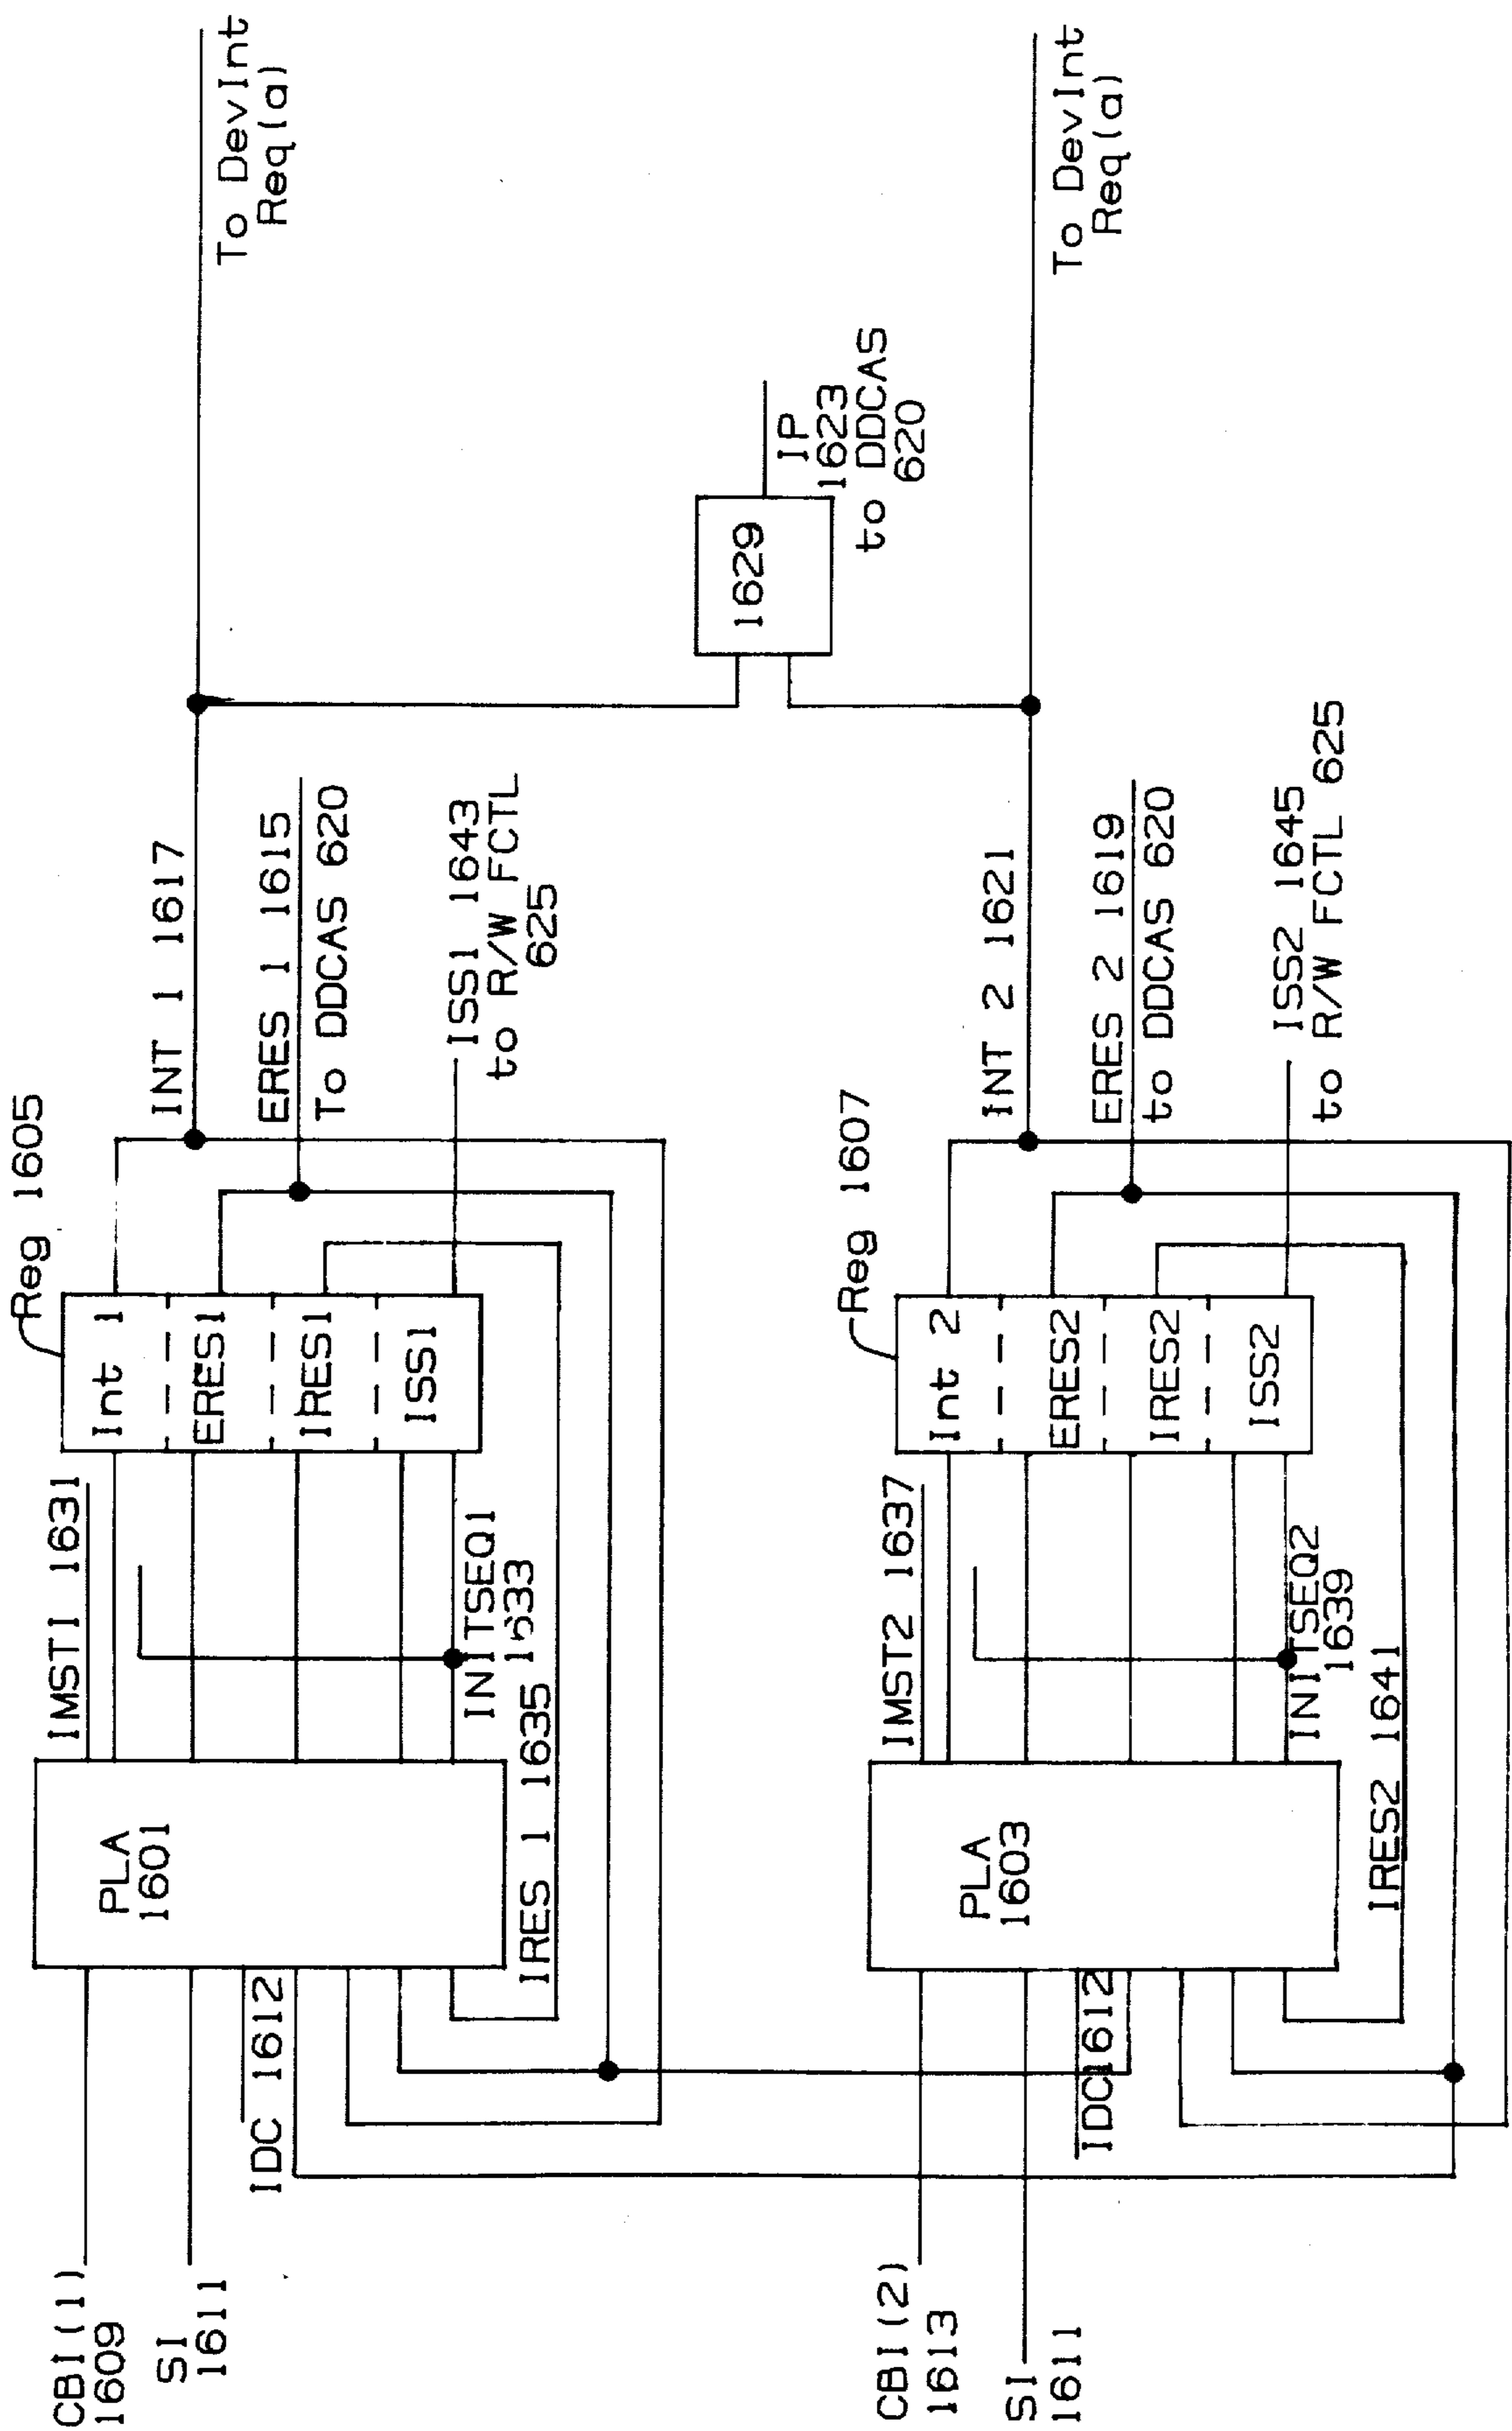 CBI(1)
1609
SI
1611
IDC 1612
PLA
1601
IMST1 1631
INITSEQ1
1633
IRES 1 1635
Reg 1605
Int 1
ERES1
IRES1
ISS1
INT 1 1617
ERES 1 1615
To DDCAS 620
ISS1 1643
to R/W FCTL
625
To DevInt
Req(a)
1629
IP
1623
to DDCAS
620
CBI(2)
1613
SI
1611
IDC1612
PLA
1603
IMST2 1637
INITSEQ2
1639
IRES2 1641
Reg 1607
Int 2
ERES2
IRES2
ISS2
INT 2 1621
ERES 2 1619
to DDCAS 620
ISS2 1645
to R/W FCTL 625
To DevInt
Req(a)